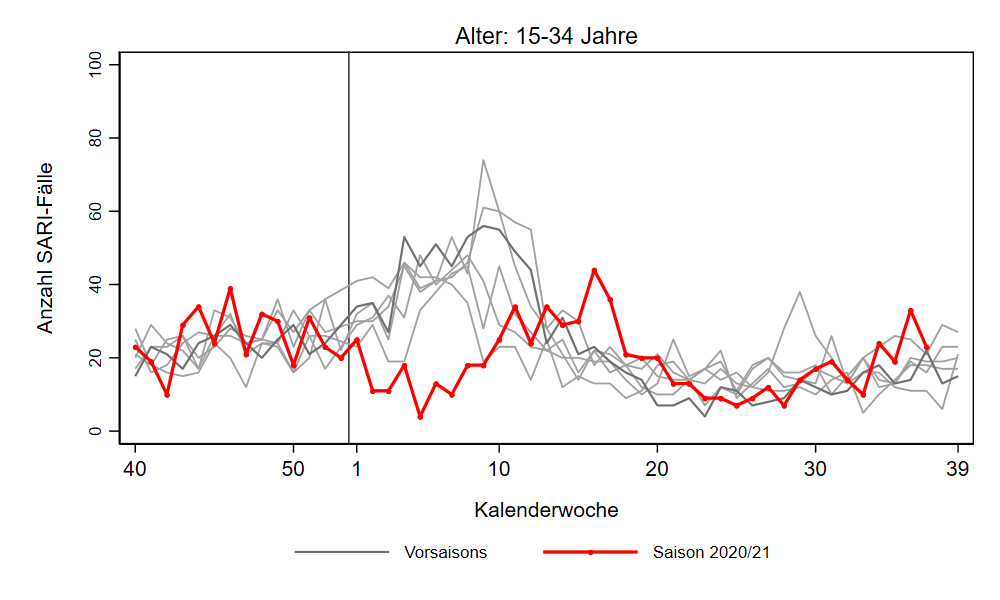 Alter: 15-34 Jahre
Anzahl SARI-Fälle
100
80
60
40
20
0
40 50 1 10 20 30 39
Kalenderwoche
Vorsaisons Saison 2020/21